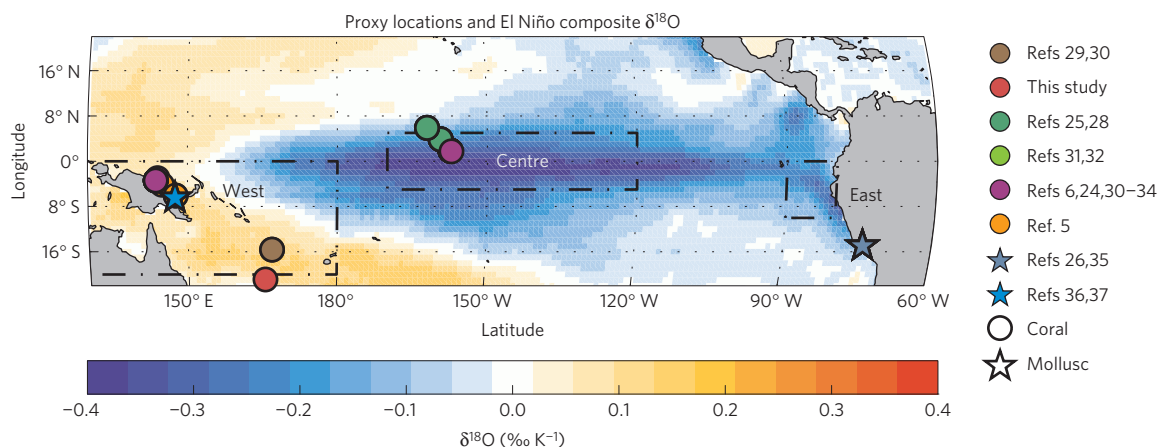 Proxy locations and El Niño composite δ¹⁸O
16° N
8° N
0°
8° S
16° S
Longitude
West
Centre
East
150° E
180°
150° W
120° W
90° W
60° W
Latitude
−0.4
−0.3
−0.2
−0.1
0.0
0.1
0.2
0.3
0.4
δ¹⁸O (‰ K⁻¹)
Refs 29,30
This study
Refs 25,28
Refs 31,32
Refs 6,24,30−34
Ref. 5
Refs 26,35
Refs 36,37
Coral
Mollusc